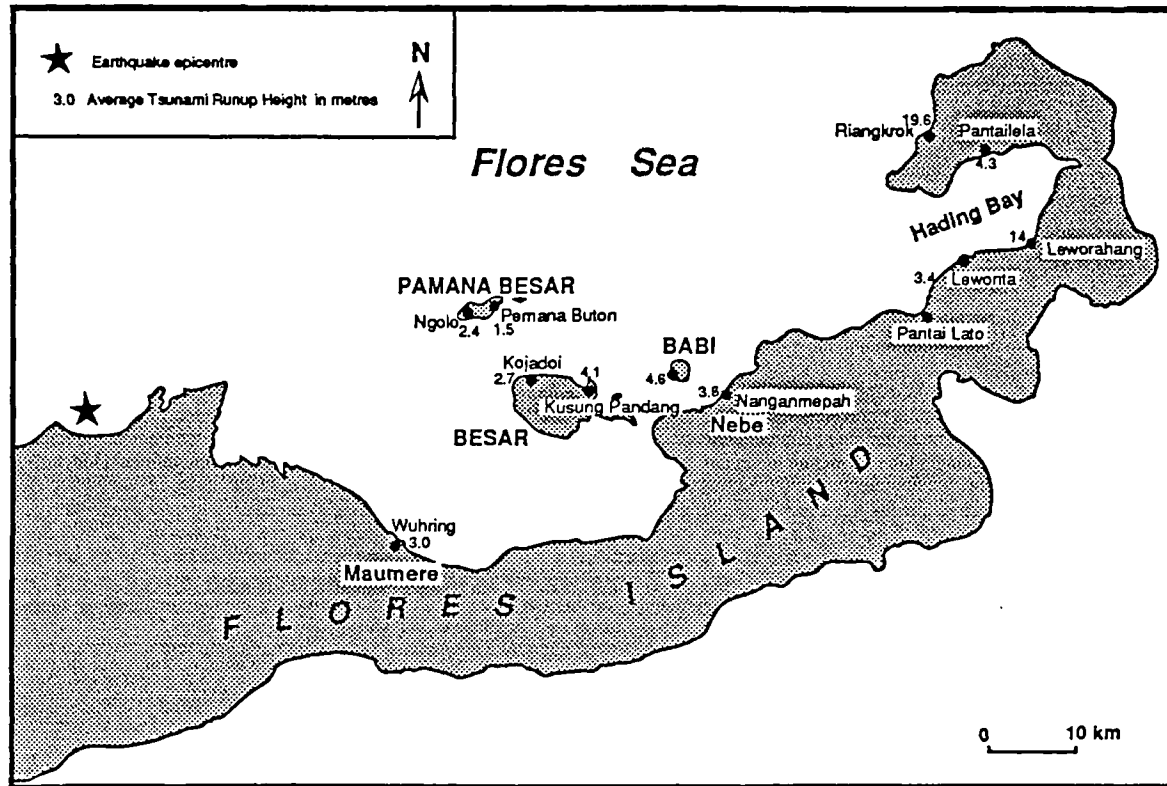 Earthquake epicentre
N
3.0 Average Tsunami Runup Height in metres
Flores Sea
19.6
Riangkrok
Pantailela
4.3
Hading Bay
14
Leworahang
3.4
Lewonta
Pantai Lato
PAMANA BESAR
Ngolo
2.4
1.5
Pemana Buton
BABI
4.6
Kojadoi
2.7
4.1
Kusung Pandang
BESAR
3.6
Nanganmepah
Nebe
Wuhring
3.0
Maumere
FLORES ISLAND
0 10 km